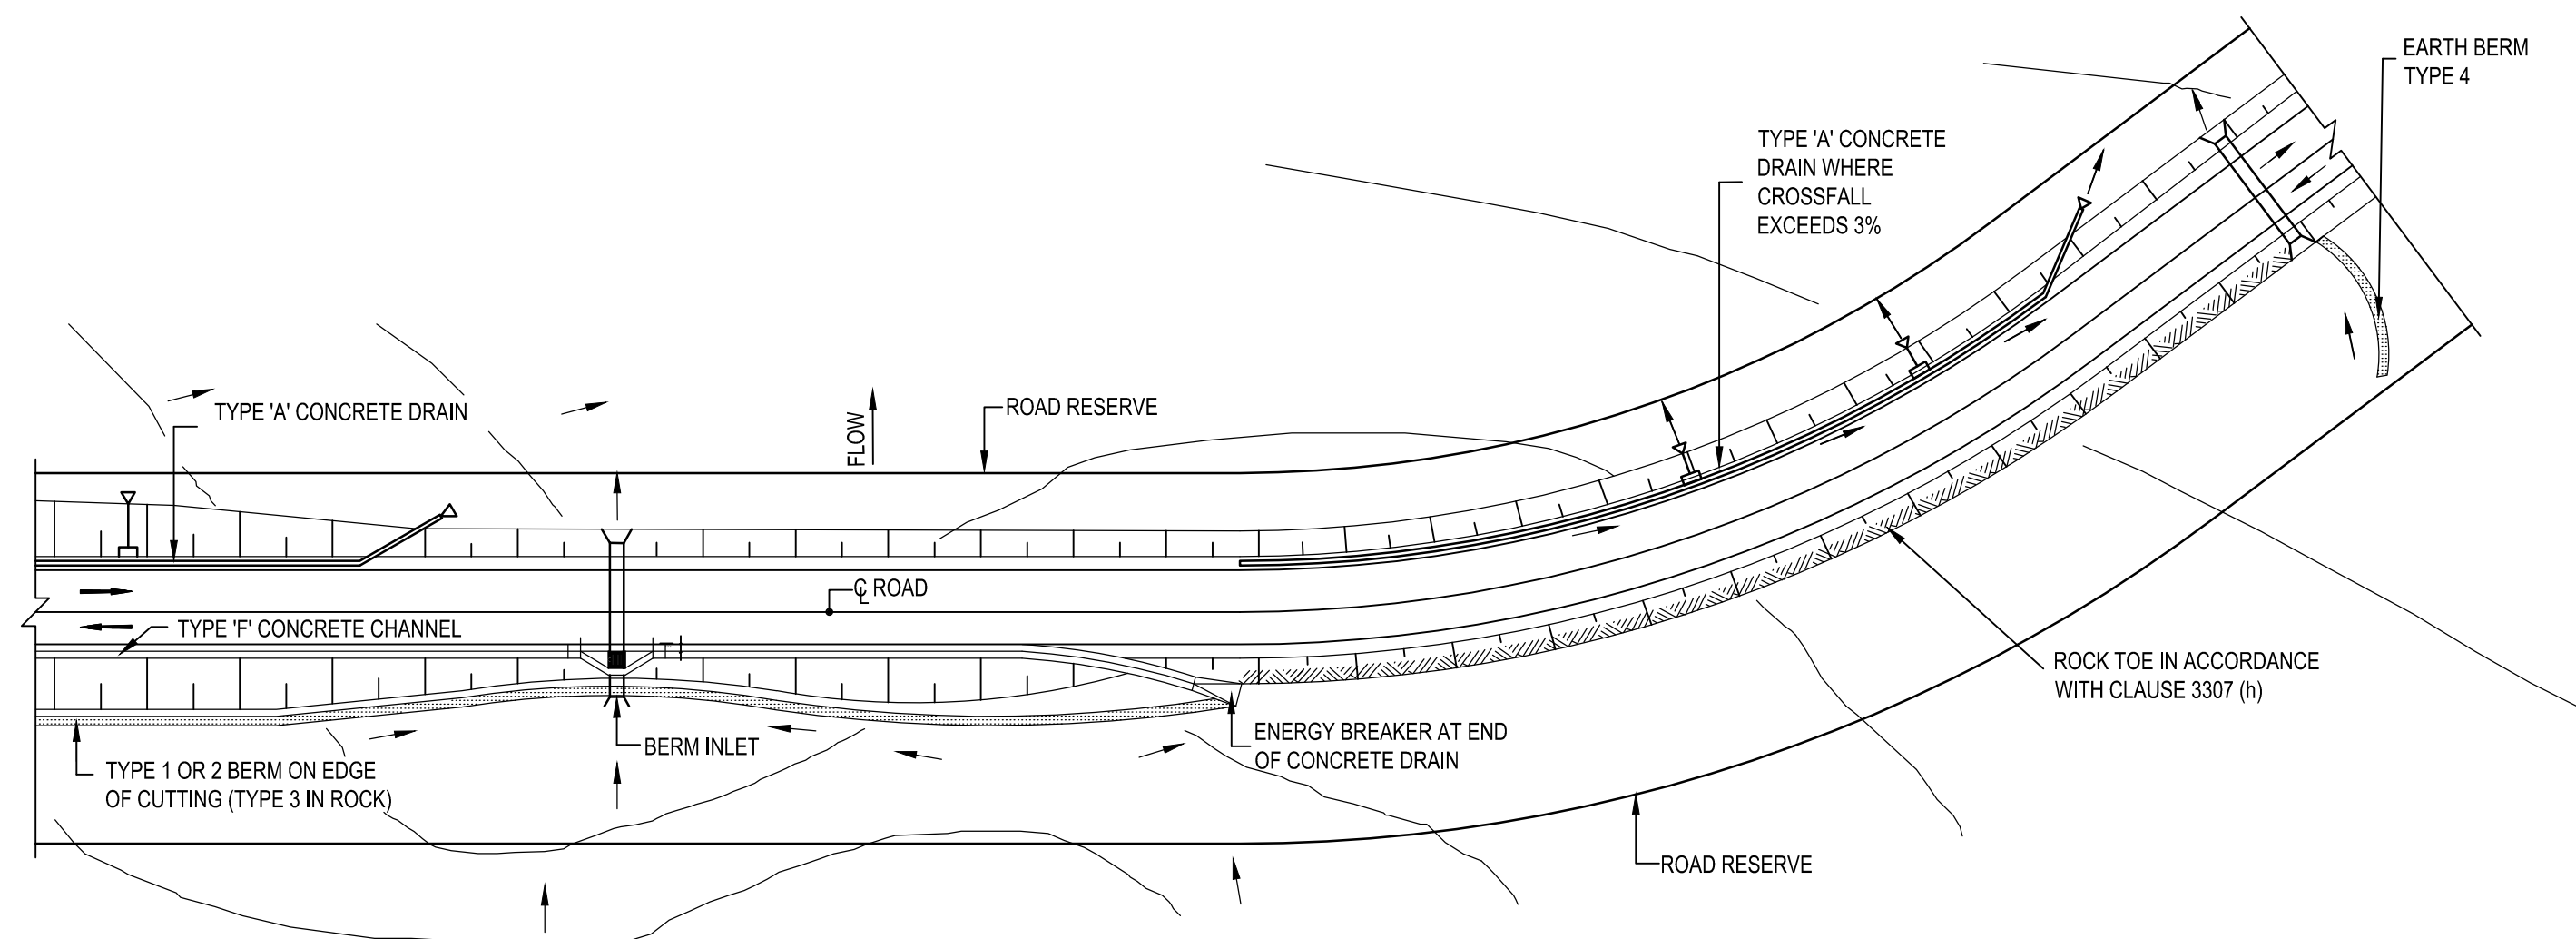 EARTH BERM
TYPE 4
TYPE 'A' CONCRETE
DRAIN WHERE
CROSSFALL
EXCEEDS 3%
TYPE 'A' CONCRETE DRAIN
FLOW
ROAD RESERVE
℄ ROAD
TYPE 'F' CONCRETE CHANNEL
ROCK TOE IN ACCORDANCE
WITH CLAUSE 3307 (h)
BERM INLET
ENERGY BREAKER AT END
OF CONCRETE DRAIN
TYPE 1 OR 2 BERM ON EDGE
OF CUTTING (TYPE 3 IN ROCK)
ROAD RESERVE